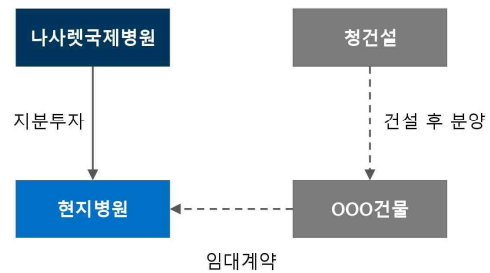 나사렛국제병원
청건설
지분투자
건설 후 분양
현지병원
OOO건물
임대계약